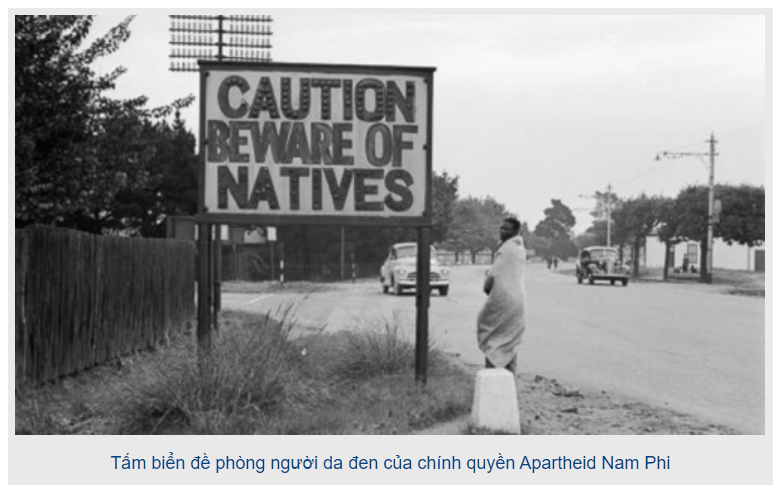 CAUTION
BEWARE OF
NATIVES
Tấm biển đề phòng người da đen của chính quyền Apartheid Nam Phi